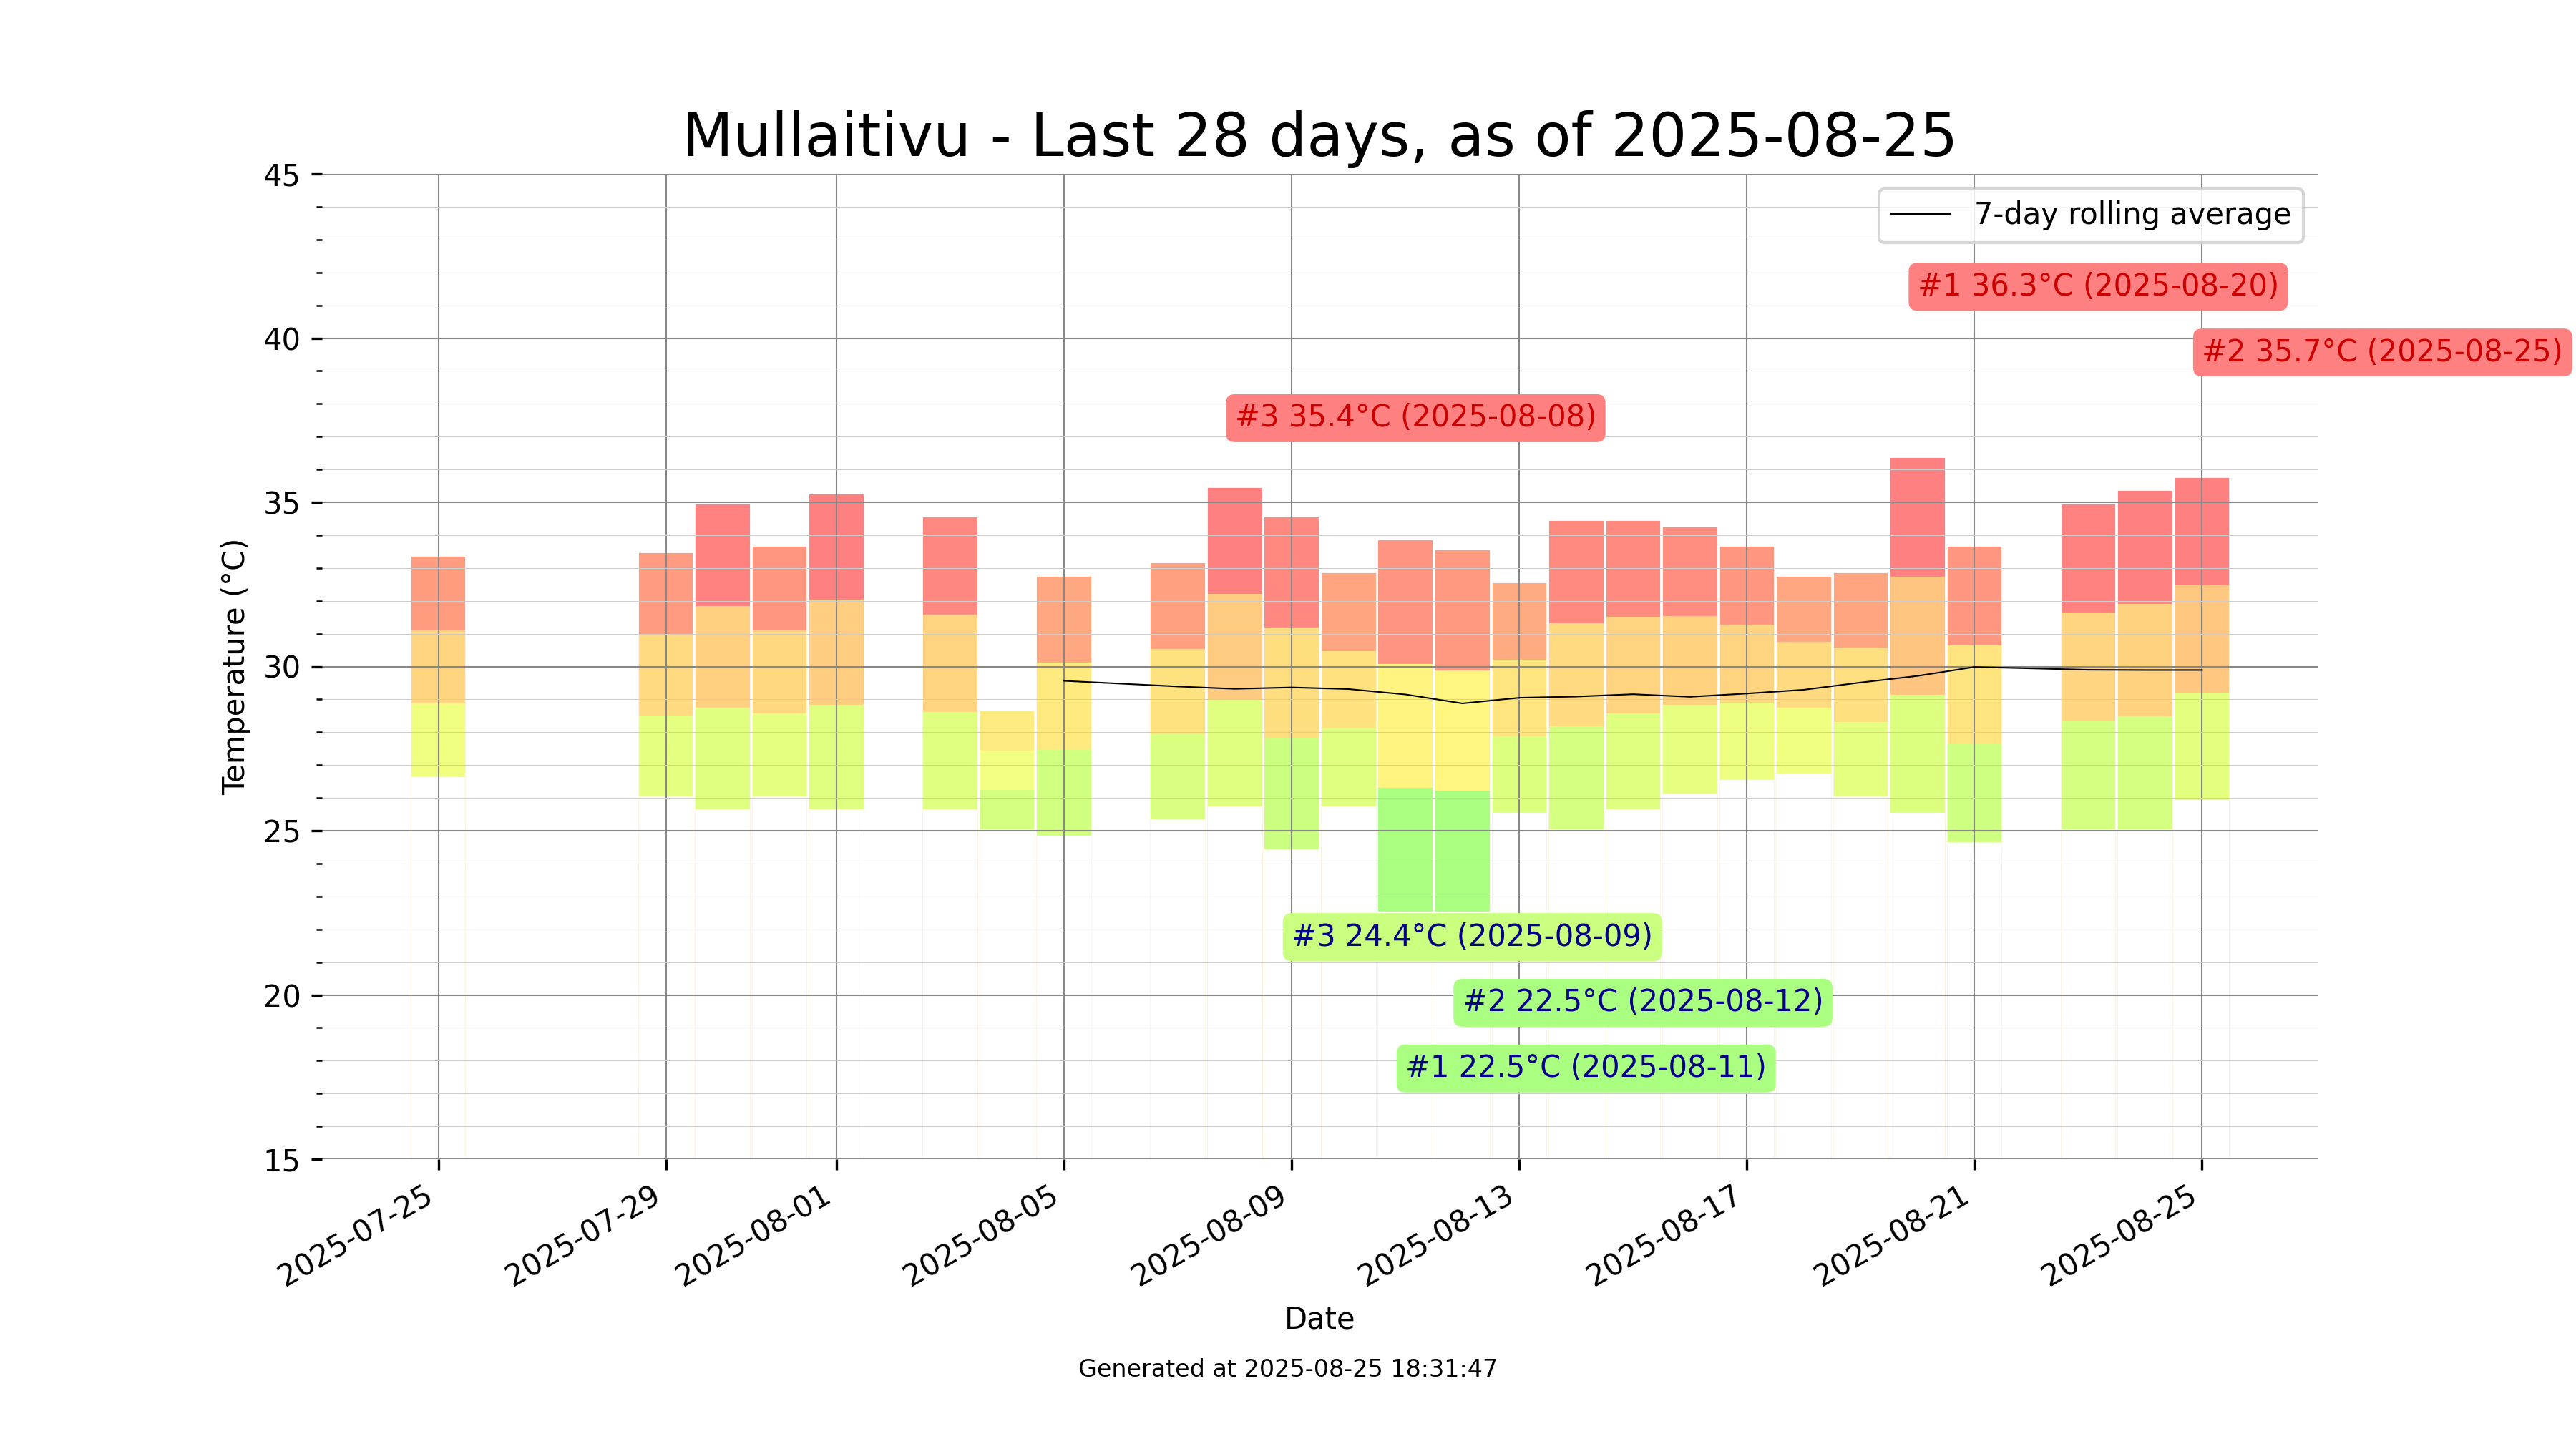 Mullaitivu - Last 28 days, as of 2025-08-25
7-day rolling average
#1 36.3°C (2025-08-20)
#2 35.7°C (2025-08-25)
#3 35.4°C (2025-08-08)
#3 24.4°C (2025-08-09)
#2 22.5°C (2025-08-12)
#1 22.5°C (2025-08-11)
Temperature (°C)
45
40
35
30
25
20
15
2025-07-25
2025-07-29
2025-08-01
2025-08-05
2025-08-09
2025-08-13
2025-08-17
2025-08-21
2025-08-25
Date
Generated at 2025-08-25 18:31:47